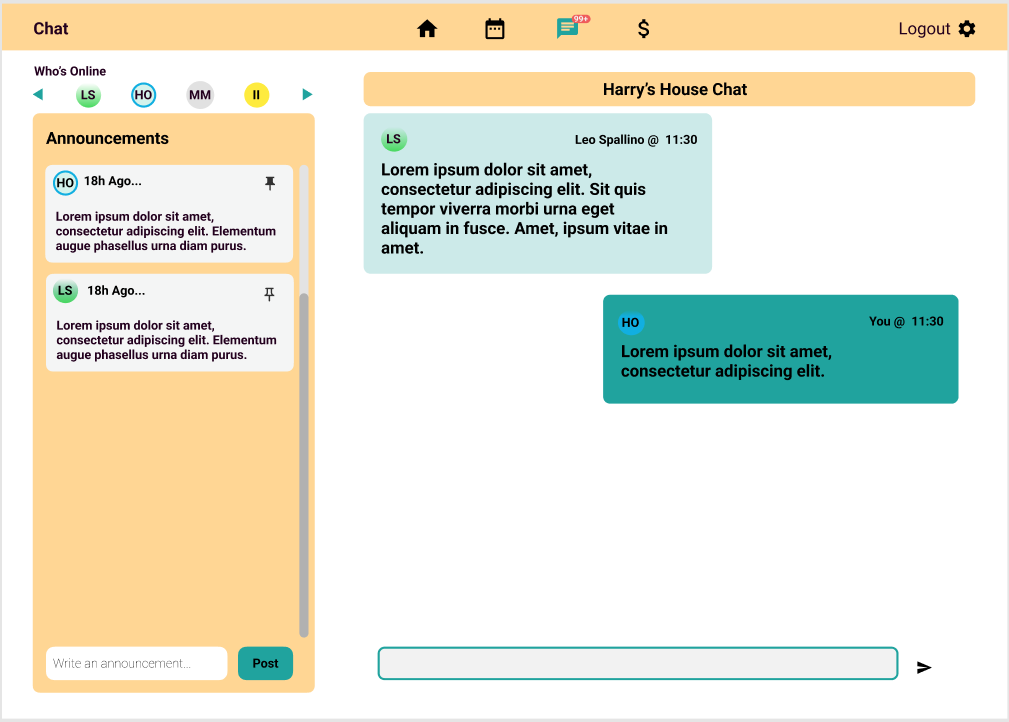 Chat
99+
Logout
Who's Online
LS HO MM II
Harry's House Chat
Announcements
HO 18h Ago...
Lorem ipsum dolor sit amet,
consectetur adipiscing elit. Elementum
augue phasellus urna diam purus.
LS 18h Ago...
Lorem ipsum dolor sit amet,
consectetur adipiscing elit. Elementum
augue phasellus urna diam purus.
Write an announcement...
Post
LS Leo Spallino @ 11:30
Lorem ipsum dolor sit amet,
consectetur adipiscing elit. Sit quis
tempor viverra morbi urna eget
aliquam in fusce. Amet, ipsum vitae in
amet.
HO You @ 11:30
Lorem ipsum dolor sit amet,
consectetur adipiscing elit.